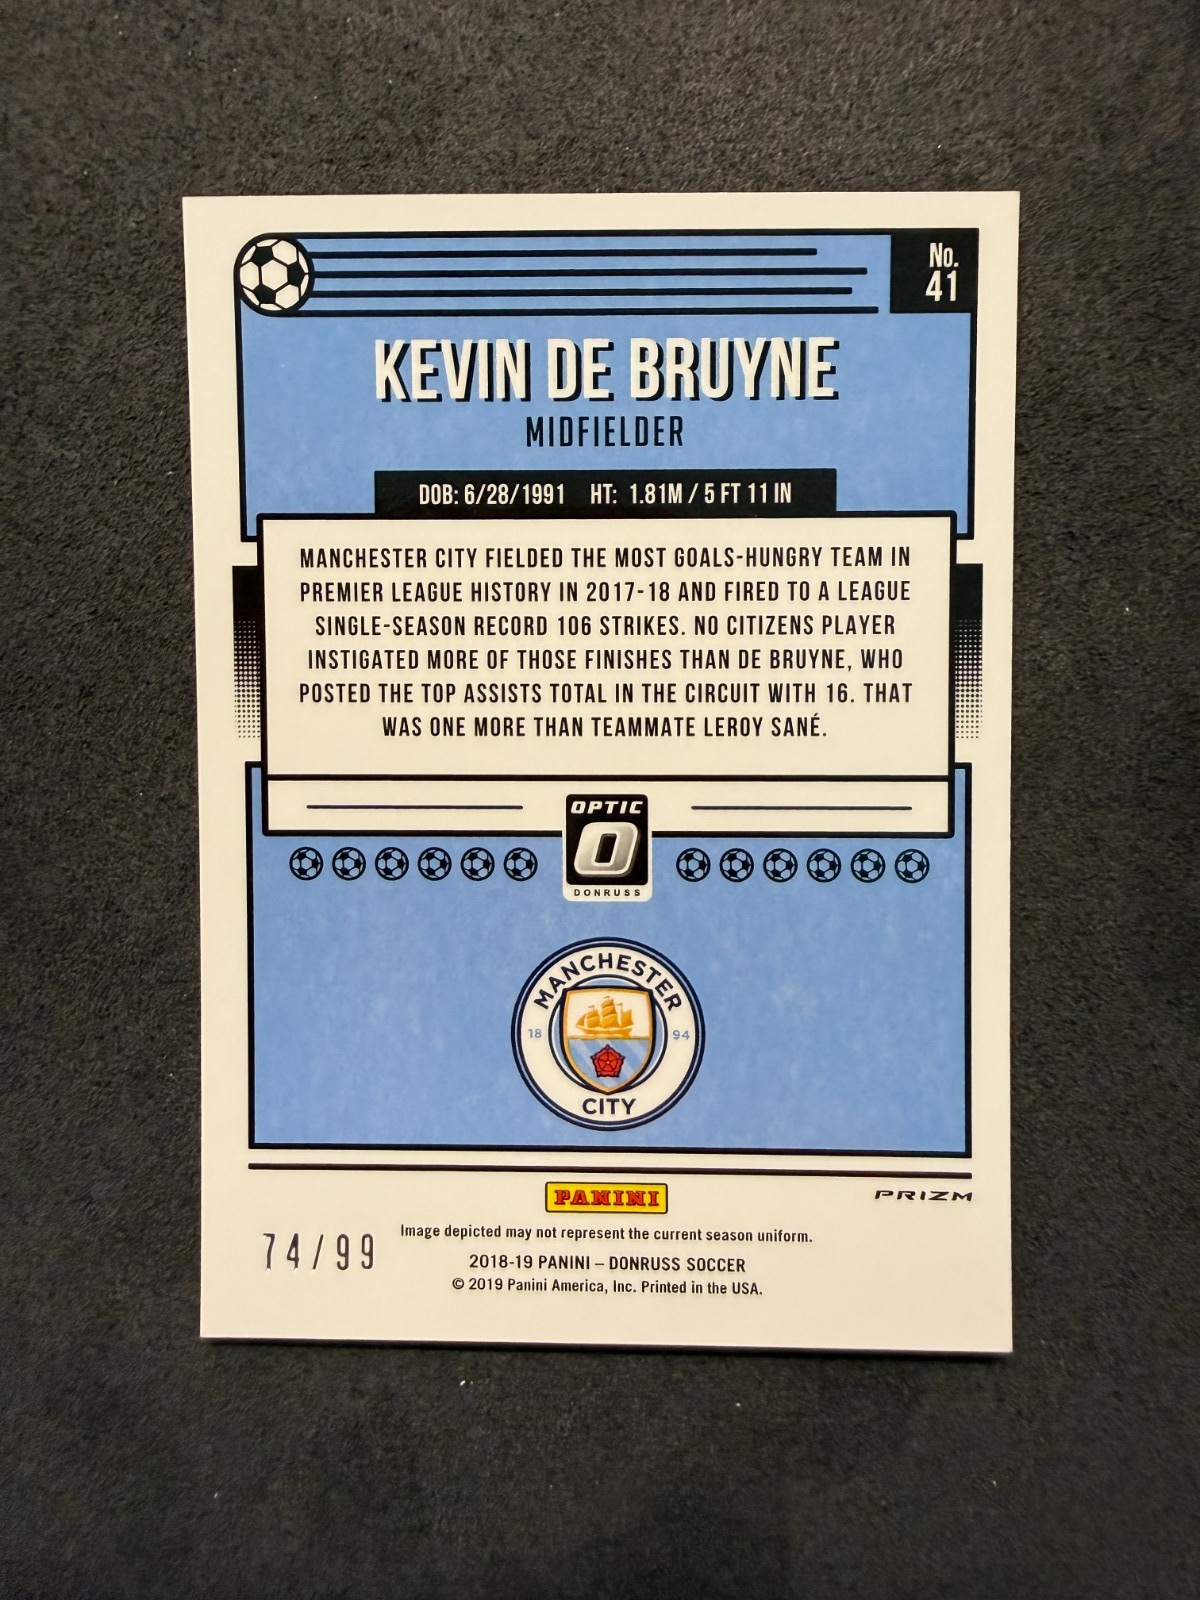 No.
41
KEVIN DE BRUYNE
MIDFIELDER
DOB: 6/28/1991 HT: 1.81M / 5 FT 11 IN
MANCHESTER CITY FIELDED THE MOST GOALS-HUNGRY TEAM IN
PREMIER LEAGUE HISTORY IN 2017-18 AND FIRED TO A LEAGUE
SINGLE-SEASON RECORD 106 STRIKES. NO CITIZENS PLAYER
INSTIGATED MORE OF THOSE FINISHES THAN DE BRUYNE, WHO
POSTED THE TOP ASSISTS TOTAL IN THE CIRCUIT WITH 16. THAT
WAS ONE MORE THAN TEAMMATE LEROY SANÉ.
OPTIC
O
DONRUSS
MANCHESTER
18 94
CITY
PANINI
PRIZM
74/99
Image depicted may not represent the current season uniform.
2018-19 PANINI – DONRUSS SOCCER
© 2019 Panini America, Inc. Printed in the USA.